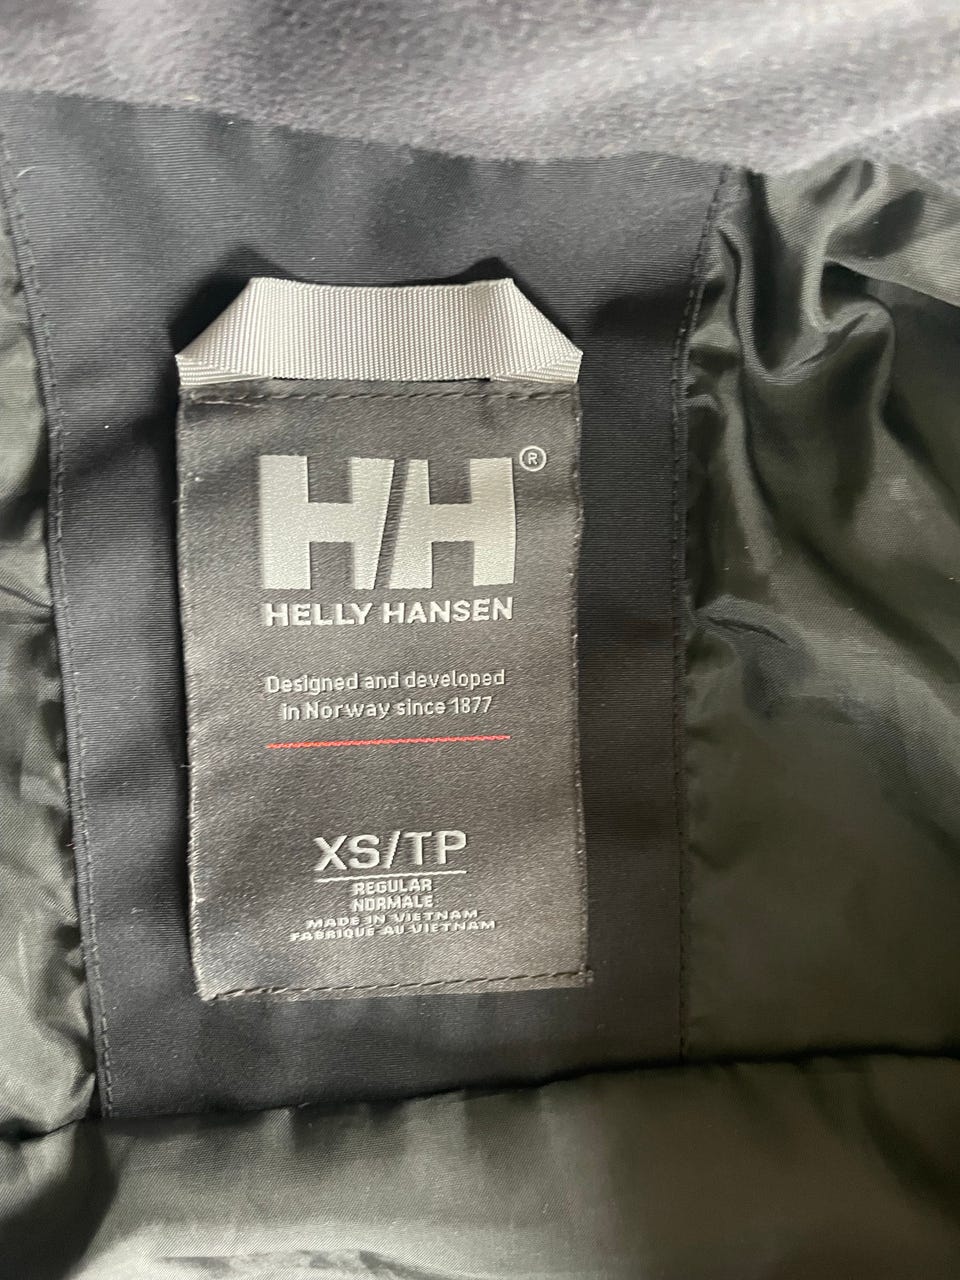 HH®
HELLY HANSEN
Designed and developed
in Norway since 1877
XS/TP
REGULAR
NORMALE
MADE IN VIETNAM
FABRIQUE AU VIETNAM